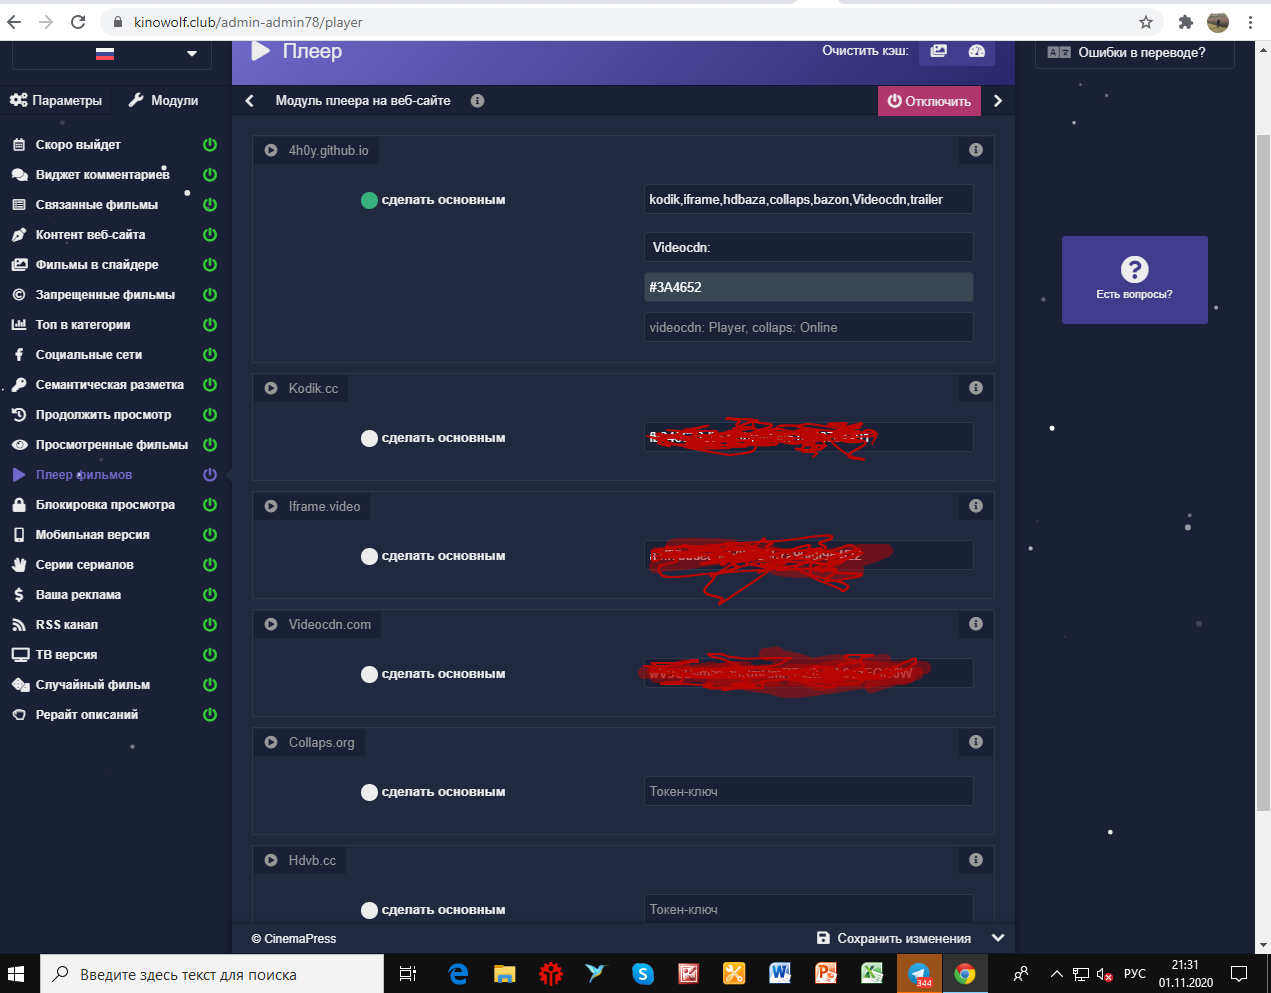 kinowolf.club/admin-admin78/player
Плеер
Очистить кэш:
Ошибки в переводе?
Параметры
Модули
Модуль плеера на веб-сайте
Отключить
Скоро выйдет
Виджет комментариев
Связанные фильмы
Контент веб-сайта
Фильмы в слайдере
Запрещенные фильмы
Топ в категории
Социальные сети
Семантическая разметка
Продолжить просмотр
Просмотренные фильмы
Плеер фильмов
Блокировка просмотра
Мобильная версия
Серии сериалов
Ваша реклама
RSS канал
ТВ версия
Случайный фильм
Рерайт описаний
4h0y.github.io
сделать основным
kodik,iframe,hdbaza,collaps,bazon,Videocdn,trailer
Videocdn:
#3A4652
videocdn: Player, collaps: Online
Kodik.cc
сделать основным
Iframe.video
сделать основным
Videocdn.com
сделать основным
Collaps.org
сделать основным
Токен-ключ
Hdvb.cc
сделать основным
Токен-ключ
Есть вопросы?
© CinemaPress
Сохранить изменения
Введите здесь текст для поиска
344
РУС
21:31
01.11.2020